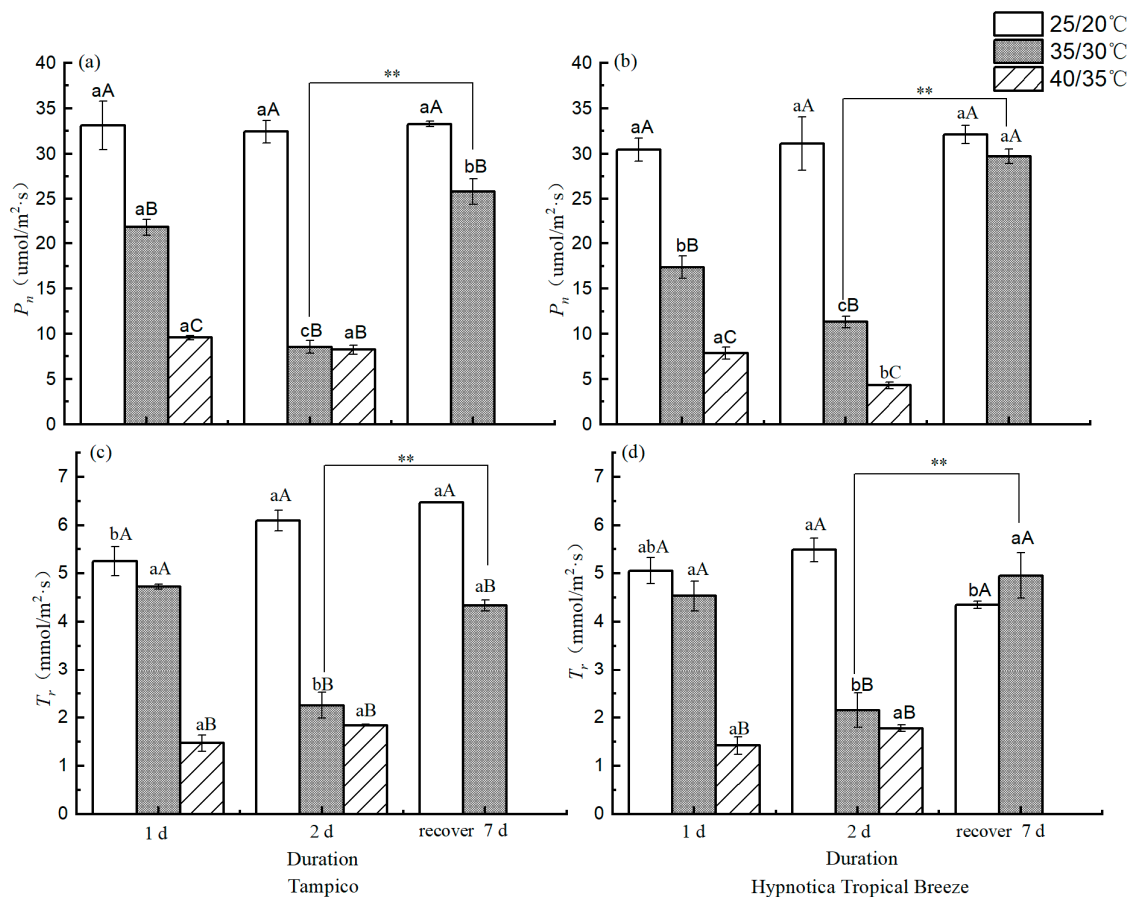 25/20℃
35/30℃
40/35℃
(a)
40
35
30
25
20
15
10
5
0
Pn（umol/m²·s）
aA
aB
aC
aA
cB
aB
**
aA
bB
(b)
40
35
30
25
20
15
10
5
0
Pn（umol/m²·s）
aA
bB
aC
aA
cB
bC
**
aA
aA
(c)
7
6
5
4
3
2
1
0
Tr（mmol/m²·s）
bA
aA
aB
aA
bB
aB
**
aA
aB
1 d
2 d
recover 7 d
Duration
Tampico
(d)
7
6
5
4
3
2
1
0
Tr（mmol/m²·s）
abA
aA
aB
aA
bB
aB
**
bA
aA
1 d
2 d
recover 7 d
Duration
Hypnotica Tropical Breeze